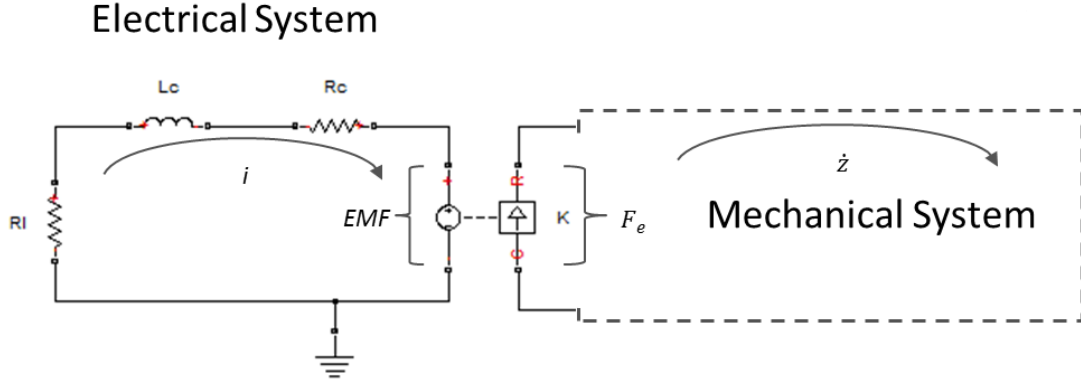 Electrical System
Lc
Rc
i
ż
Rl
EMF
+
-
R
C
K
F_e
Mechanical System